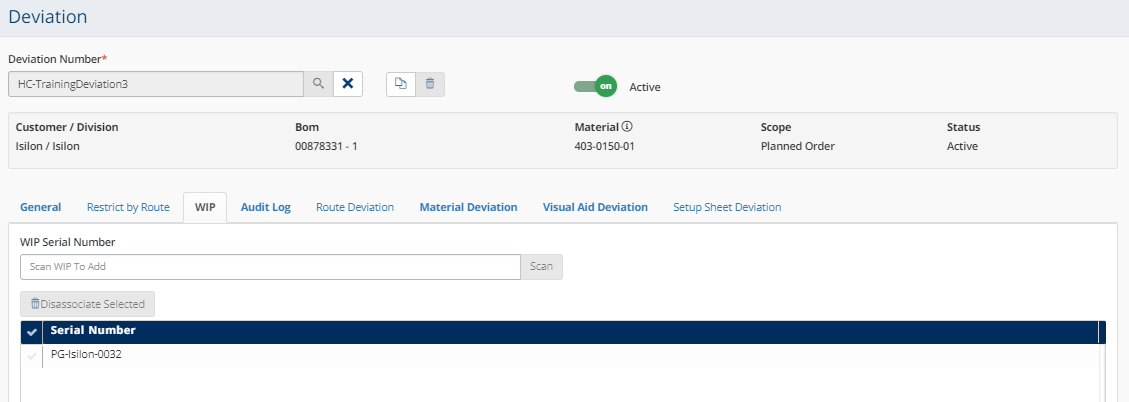 Deviation
Deviation Number*
HC-TrainingDeviation3
on Active
Customer / Division Bom Material Scope Status
Isilon / Isilon 00878331 - 1 403-0150-01 Planned Order Active
General Restrict by Route WIP Audit Log Route Deviation Material Deviation Visual Aid Deviation Setup Sheet Deviation
WIP Serial Number
Scan WIP To Add Scan
Disassociate Selected
Serial Number
PG-Isilon-0032